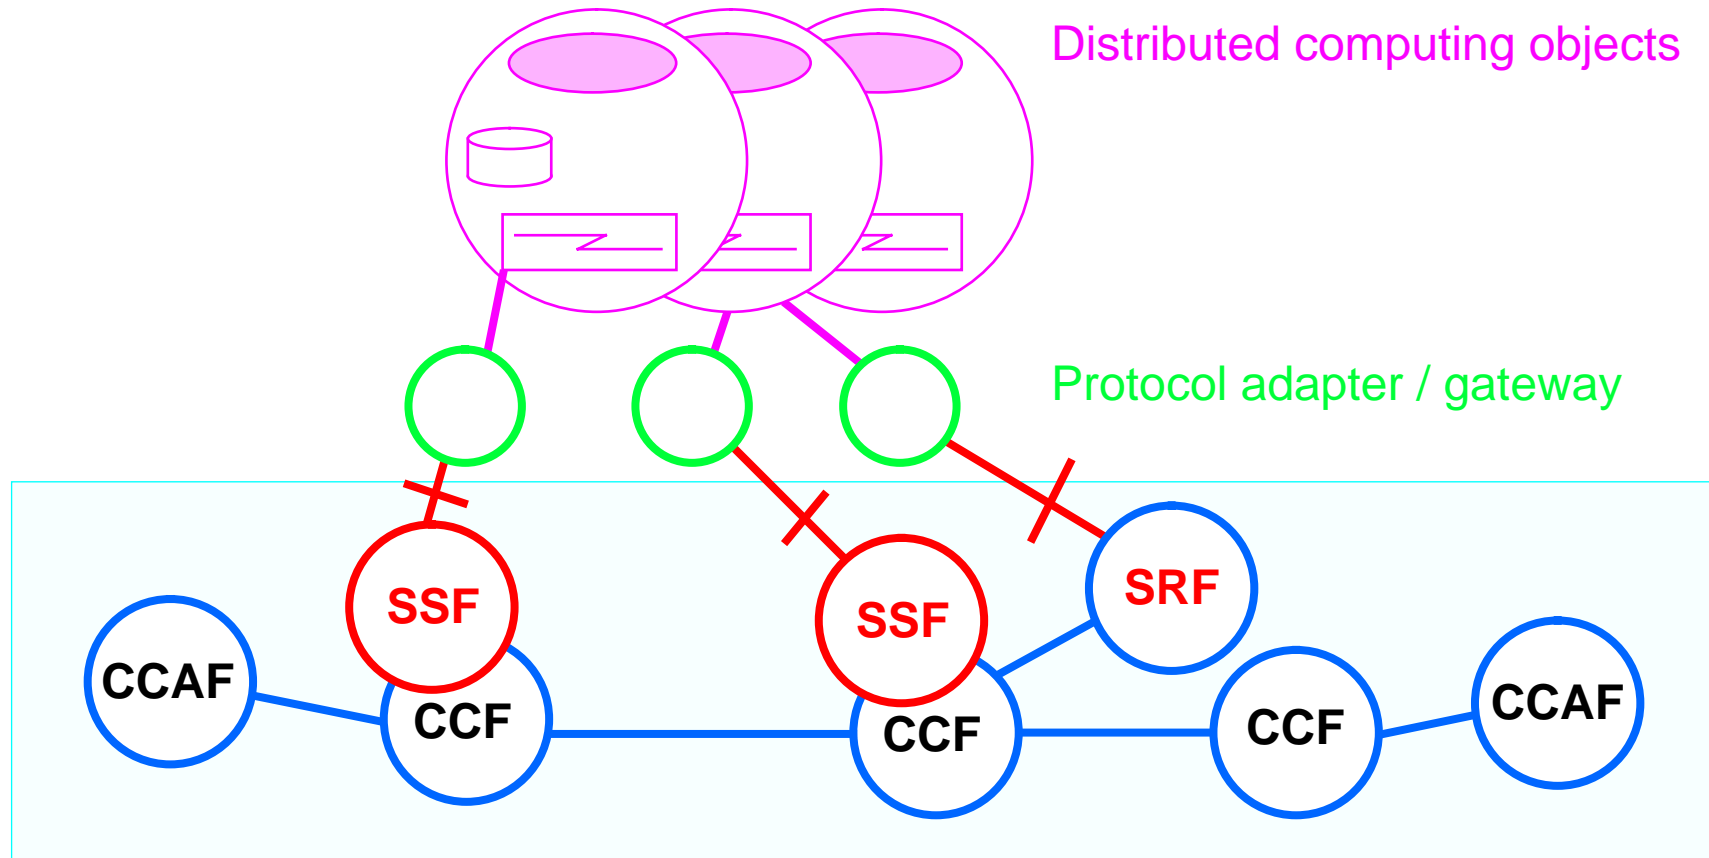 Distributed computing objects
Protocol adapter / gateway
SSF
SSF
SRF
CCAF
CCF
CCF
CCF
CCAF